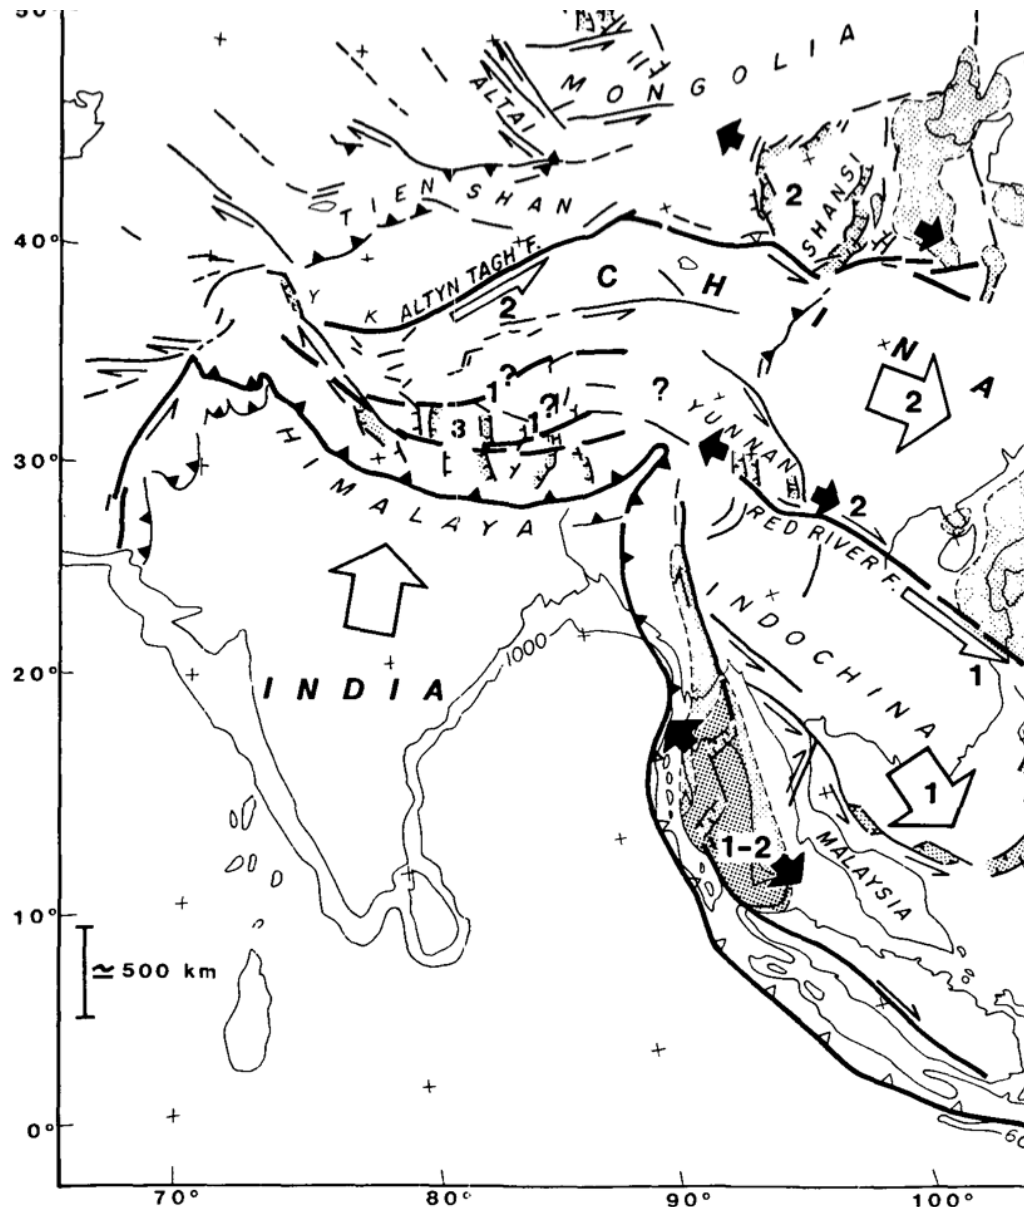 50°
MONGOLIA
ALTAI
TIEN SHAN
2
SHANSI
40°
ALTYN TAGH F.
K
Y
2
C H I N A
2
1 ?
1 ?
?
3
YUNNAN
30°
HIMALAYA
H
Y
2
RED RIVER F.
INDOCHINA
1
1000
20°
INDIA
1
1-2
MALAYSIA
10°
≃ 500 km
0°
70°
80°
90°
100°